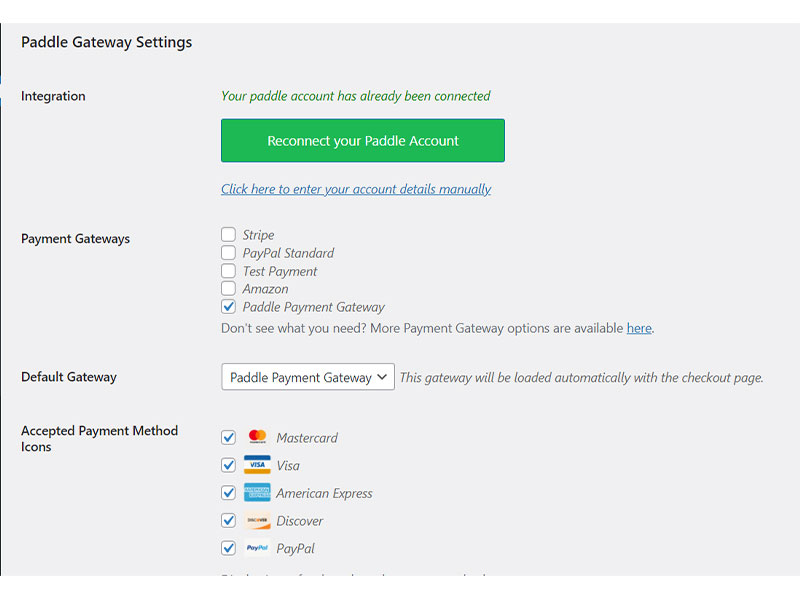 Paddle Gateway Settings
Integration
Your paddle account has already been connected
Reconnect your Paddle Account
Click here to enter your account details manually
Payment Gateways
Stripe
PayPal Standard
Test Payment
Amazon
Paddle Payment Gateway
Don't see what you need? More Payment Gateway options are available here.
Default Gateway
Paddle Payment Gateway
This gateway will be loaded automatically with the checkout page.
Accepted Payment Method
Icons
Mastercard
VISA Visa
American Express
DISCOVER Discover
PayPal PayPal